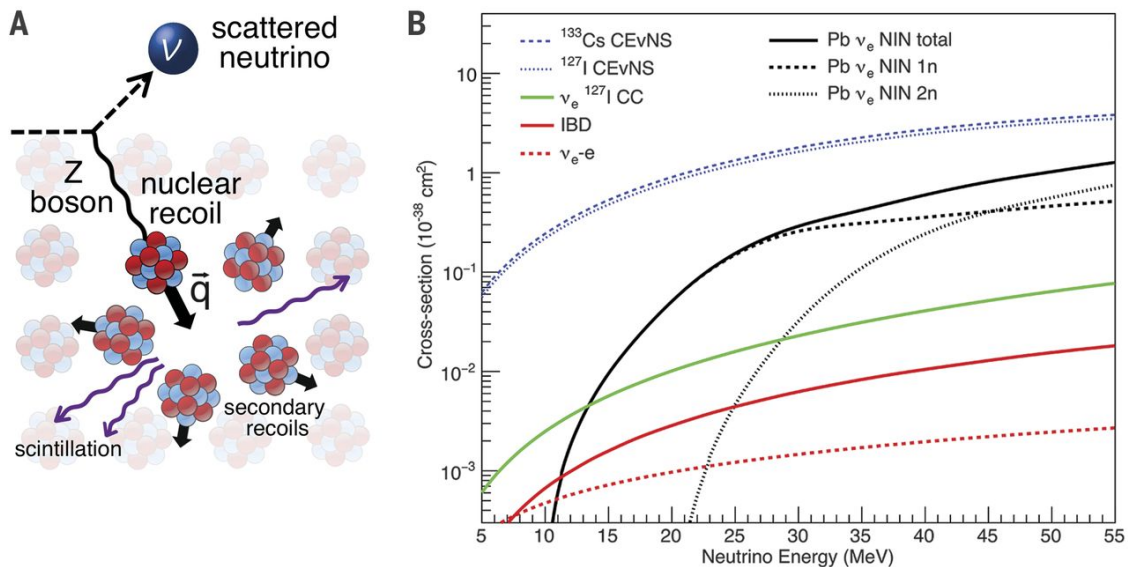 A
ν
scattered
neutrino
Z
boson
nuclear
recoil
q⃗
secondary
recoils
scintillation
B
¹³³Cs CEvNS
¹²⁷I CEvNS
νₑ ¹²⁷I CC
IBD
νₑ-e
Pb νₑ NIN total
Pb νₑ NIN 1n
Pb νₑ NIN 2n
Cross-section (10⁻³⁸ cm²)
10
1
10⁻¹
10⁻²
10⁻³
5 10 15 20 25 30 35 40 45 50 55
Neutrino Energy (MeV)